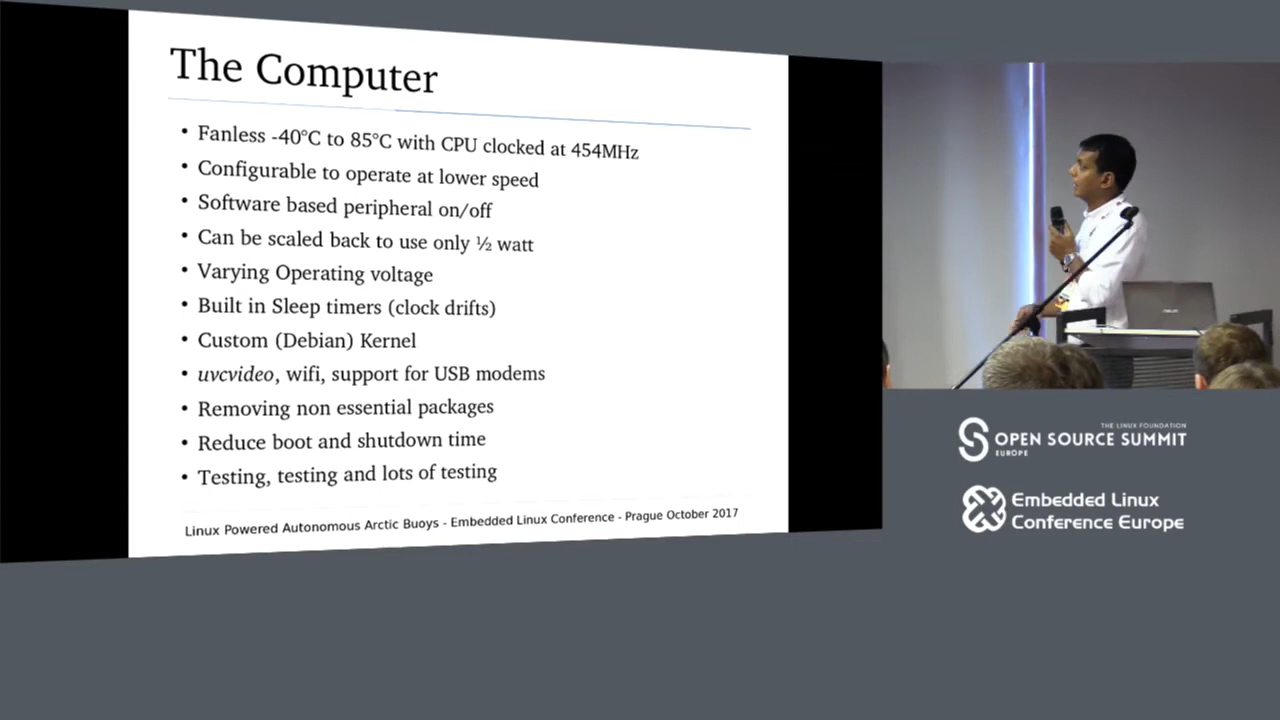 The Computer
• Fanless -40°C to 85°C with CPU clocked at 454MHz
• Configurable to operate at lower speed
• Software based peripheral on/off
• Can be scaled back to use only ½ watt
• Varying Operating voltage
• Built in Sleep timers (clock drifts)
• Custom (Debian) Kernel
• uvcvideo, wifi, support for USB modems
• Removing non essential packages
• Reduce boot and shutdown time
• Testing, testing and lots of testing
Linux Powered Autonomous Arctic Buoys - Embedded Linux Conference - Prague October 2017
THE LINUX FOUNDATION
OPEN SOURCE SUMMIT
EUROPE
Embedded Linux
Conference Europe